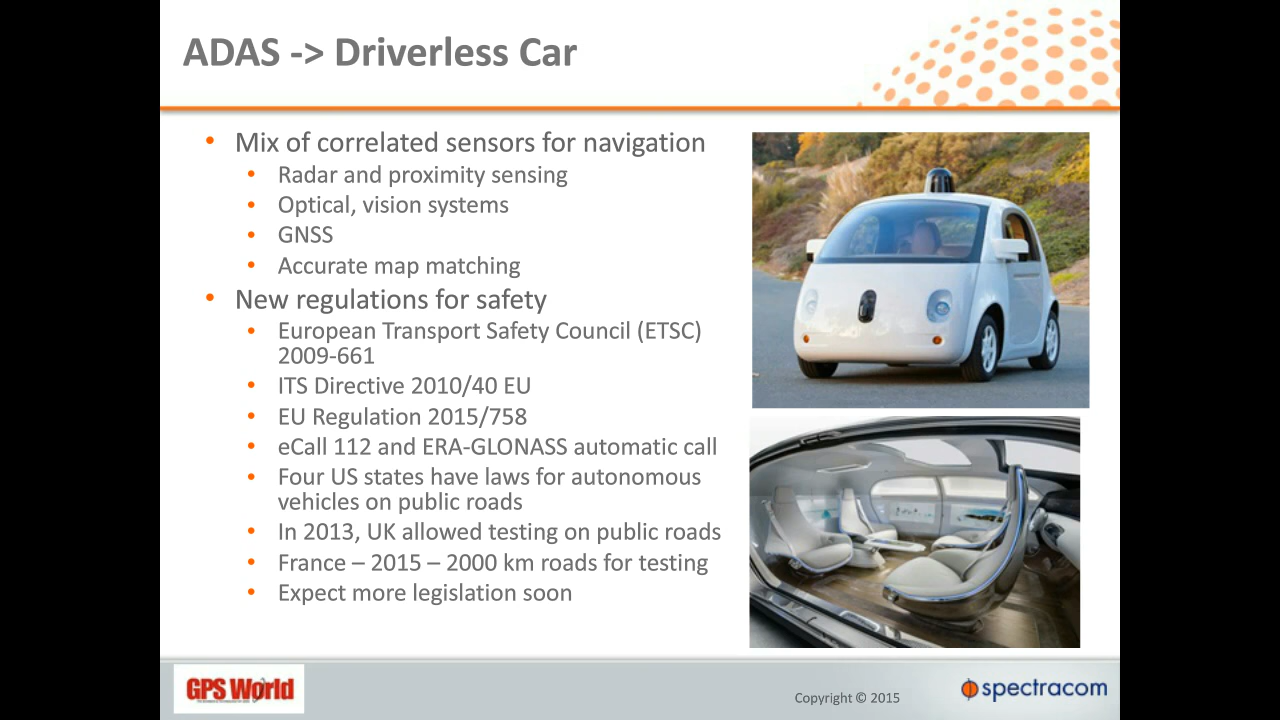 ADAS -> Driverless Car
• Mix of correlated sensors for navigation
• Radar and proximity sensing
• Optical, vision systems
• GNSS
• Accurate map matching
• New regulations for safety
• European Transport Safety Council (ETSC)
2009-661
• ITS Directive 2010/40 EU
• EU Regulation 2015/758
• eCall 112 and ERA-GLONASS automatic call
• Four US states have laws for autonomous
vehicles on public roads
• In 2013, UK allowed testing on public roads
• France – 2015 – 2000 km roads for testing
• Expect more legislation soon
GPS World
Copyright © 2015
spectracom